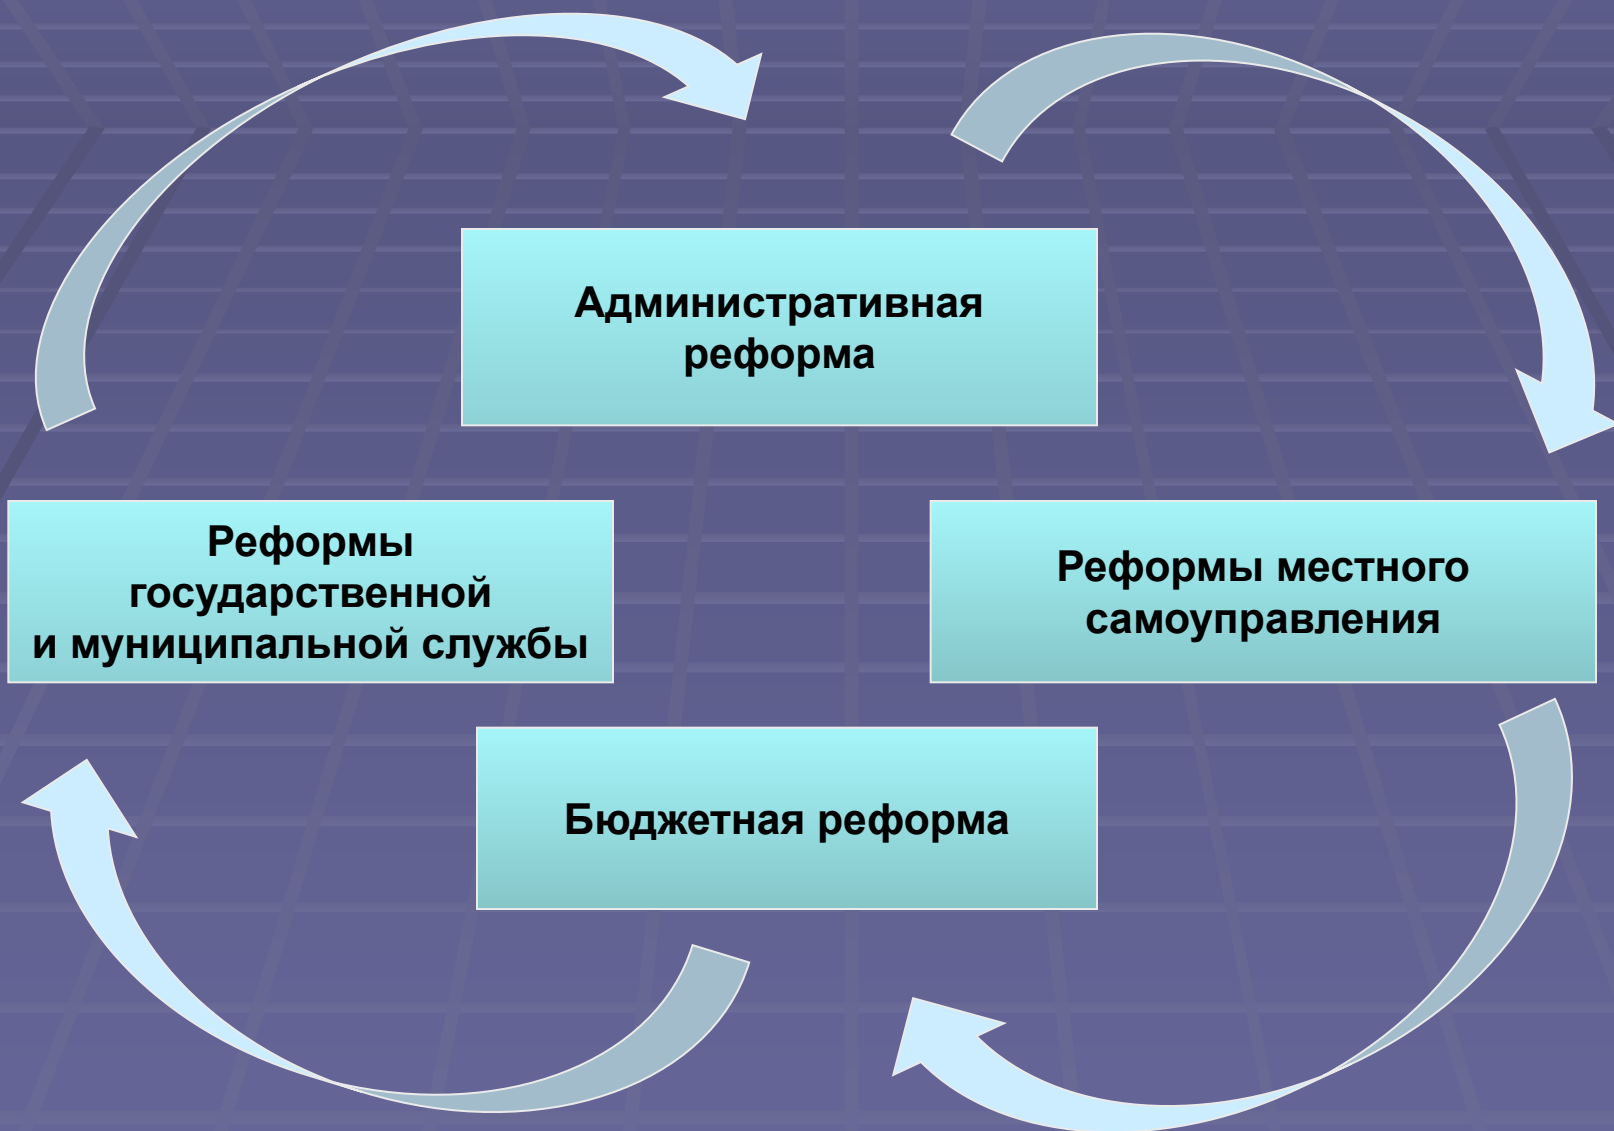 Административная
реформа
Реформы
государственной
и муниципальной службы
Реформы местного
самоуправления
Бюджетная реформа